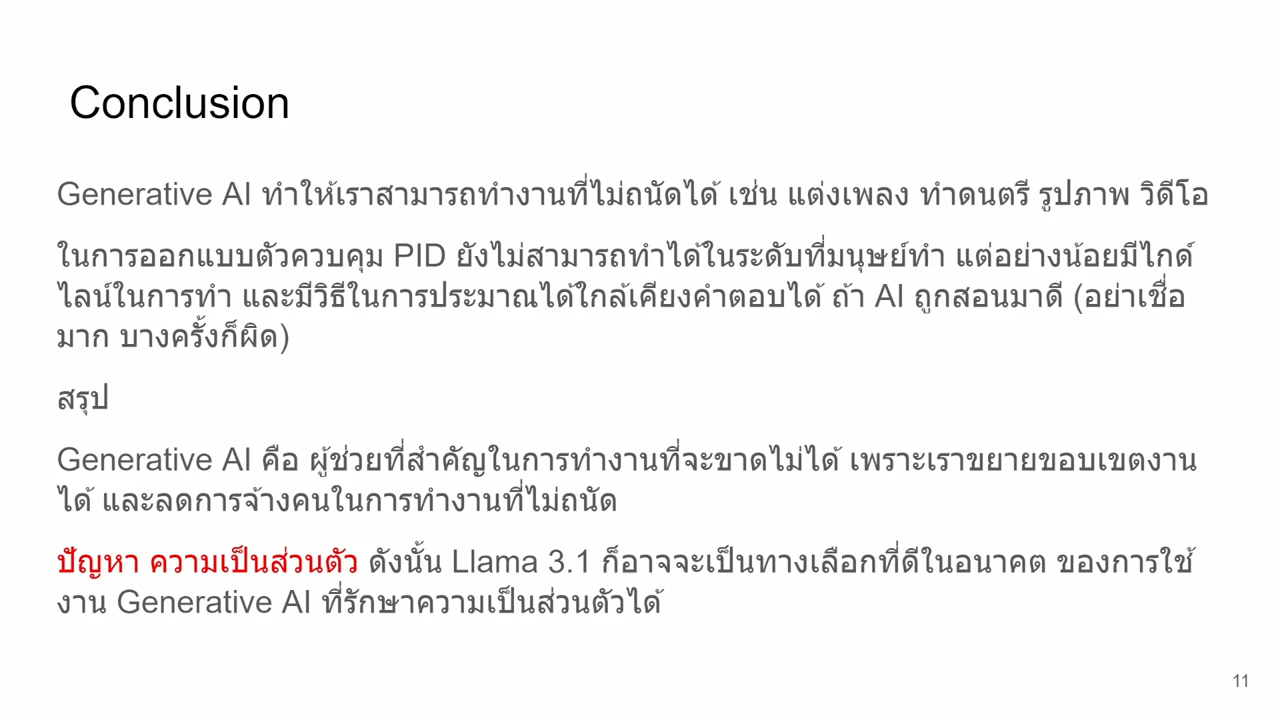 Conclusion
Generative AI ทำให้เราสามารถทำงานที่ไม่ถนัดได้ เช่น แต่งเพลง ทำดนตรี รูปภาพ วิดีโอ
ในการออกแบบตัวควบคุม PID ยังไม่สามารถทำได้ในระดับที่มนุษย์ทำ แต่อย่างน้อยมีไกด์
ไลน์ในการทำ และมีวิธีในการประมาณได้ใกล้เคียงคำตอบได้ ถ้า AI ถูกสอนมาดี (อย่าเชื่อ
มาก บางครั้งก็ผิด)
สรุป
Generative AI คือ ผู้ช่วยที่สำคัญในการทำงานที่จะขาดไม่ได้ เพราะเราขยายขอบเขตงาน
ได้ และลดการจ้างคนในการทำงานที่ไม่ถนัด
ปัญหา ความเป็นส่วนตัว ดังนั้น Llama 3.1 ก็อาจจะเป็นทางเลือกที่ดีในอนาคต ของการใช้
งาน Generative AI ที่รักษาความเป็นส่วนตัวได้
11